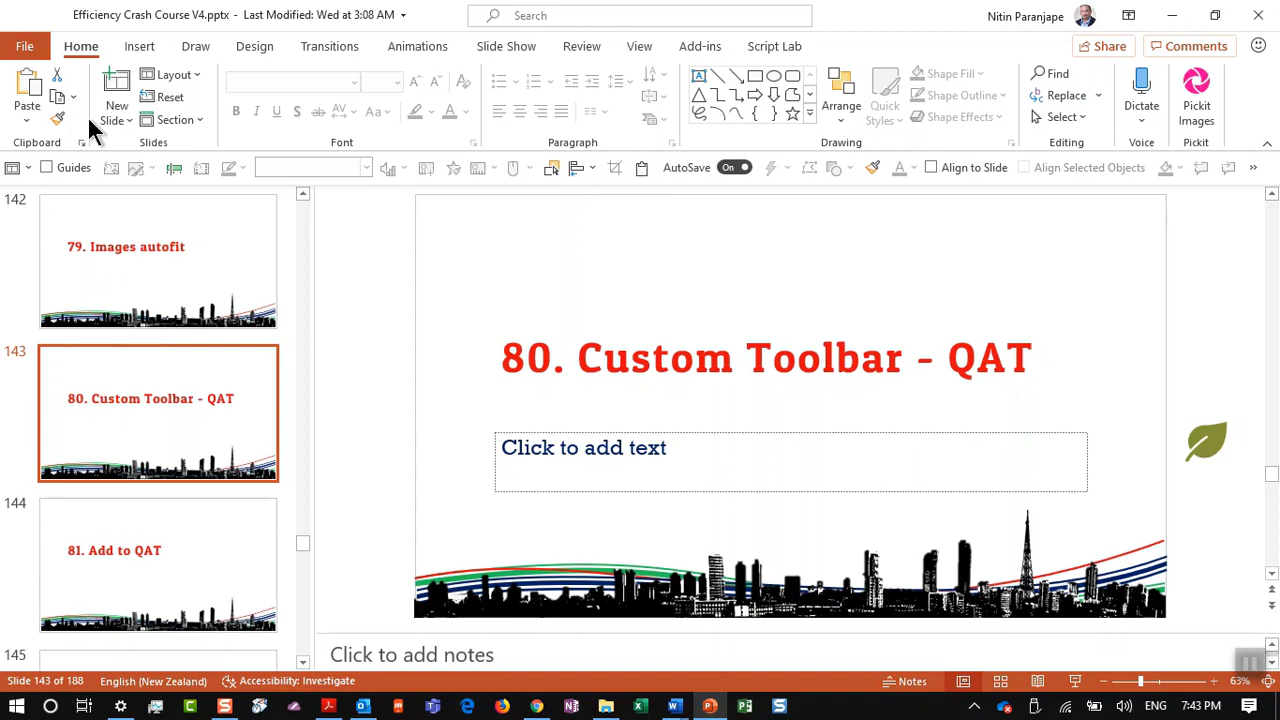 Efficiency Crash Course V4.pptx - Last Modified: Wed at 3:08 AM
Search
Nitin Paranjape
File
Home
Insert
Draw
Design
Transitions
Animations
Slide Show
Review
View
Add-ins
Script Lab
Share
Comments
Paste
New
Slide
Layout
Reset
Section
Find
Replace
Select
Arrange
Quick
Styles
Shape Fill
Shape Outline
Shape Effects
Dictate
Pickit
Images
Clipboard
Slides
Font
Paragraph
Drawing
Editing
Voice
Pickit
Guides
AutoSave
On
Align to Slide
Align Selected Objects
142
79. Images autofit
143
80. Custom Toolbar - QAT
144
81. Add to QAT
145
80. Custom Toolbar - QAT
Click to add text
Click to add notes
Slide 143 of 188
English (New Zealand)
Accessibility: Investigate
Notes
63%
ENG
7:43 PM